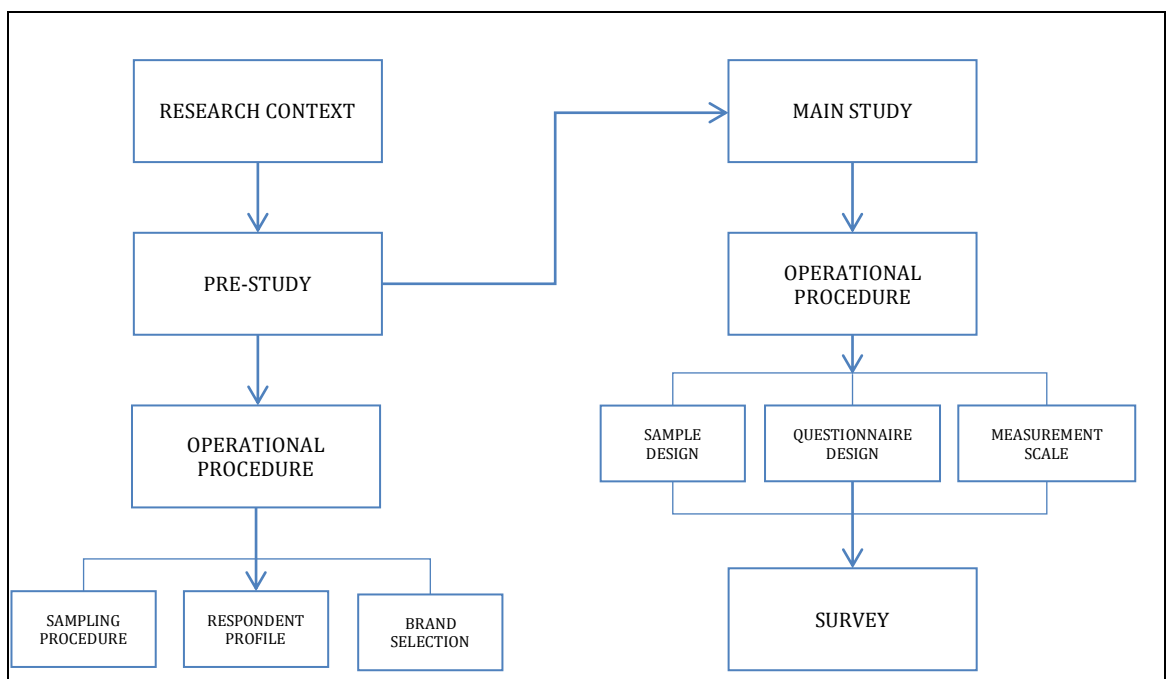 RESEARCH CONTEXT
PRE-STUDY
OPERATIONAL
PROCEDURE
SAMPLING
PROCEDURE
RESPONDENT
PROFILE
BRAND
SELECTION
MAIN STUDY
OPERATIONAL
PROCEDURE
SAMPLE
DESIGN
QUESTIONNAIRE
DESIGN
MEASUREMENT
SCALE
SURVEY